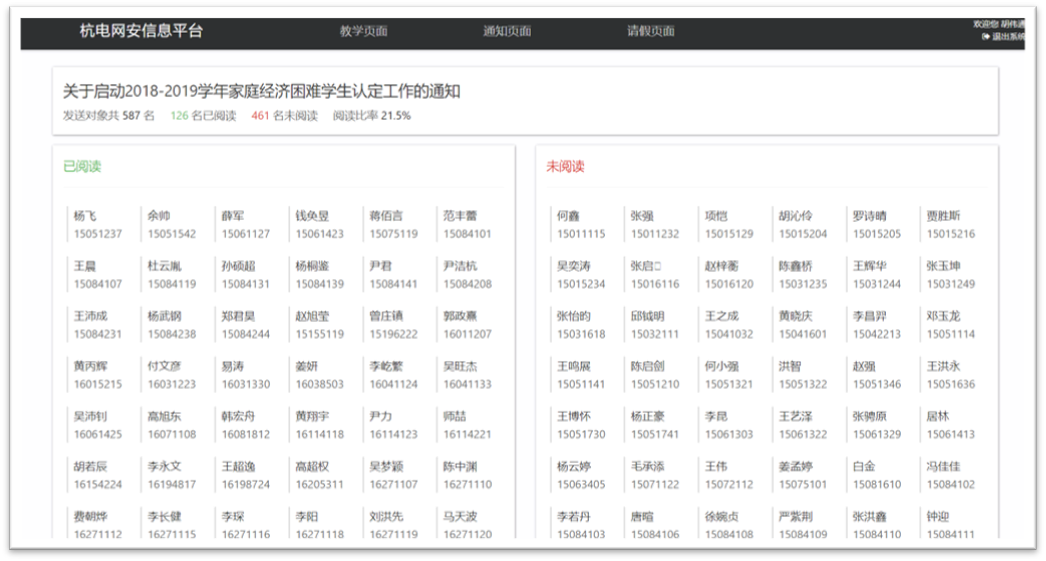 杭电网安信息平台 教学页面 通知页面 请假页面 欢迎您 胡伟通
退出系统
关于启动2018-2019学年家庭经济困难学生认定工作的通知
发送对象共 587 名 126 名已阅读 461 名未阅读 阅读比率 21.5%
已阅读
杨飞 余帅 薛军 钱奂昱 蒋佰言 范丰蕾
15051237 15051542 15061127 15061423 15075119 15084101
王晨 杜云胤 孙硕超 杨桐鉴 尹君 尹洁杭
15084107 15084119 15084131 15084139 15084141 15084208
王沛成 杨武钢 郑君昊 赵旭莹 曾庄镇 郭政熹
15084231 15084238 15084244 15155119 15196222 16011207
黄丙辉 付文彦 易涛 姜妍 李屹繁 吴旺杰
16015215 16031223 16031330 16038503 16041124 16041133
吴沛钊 高旭东 韩宏舟 黄翔宇 尹力 师喆
16061425 16071108 16081812 16114118 16114123 16114221
胡若辰 李永文 王超逸 高超权 吴梦颖 陈中渊
16154224 16194817 16198724 16205311 16271107 16271110
费朝烨 李长健 李琛 李阳 刘洪先 马天波
16271112 16271115 16271116 16271118 16271119 16271120
未阅读
何鑫 张强 项恺 胡沁伶 罗诗晴 贾胜斯
15011115 15011232 15015129 15015204 15015205 15015216
吴奕涛 张启 赵梓 陈鑫桥 王辉华 张玉坤
15015234 15016116 15016120 15031235 15031244 15031249
张怡昀 邱钺明 王之成 黄晓庆 李昌羿 邓玉龙
15031618 15032111 15041032 15041601 15042213 15051114
王鸣展 陈启创 何小强 洪智 赵强 王洪永
15051141 15051210 15051321 15051322 15051346 15051636
王博怀 杨正豪 李昆 王艺泽 张骋原 居林
15051730 15051741 15061303 15061322 15061329 15061413
杨云婷 毛承添 王伟 姜孟婷 白金 冯佳佳
15063405 15071122 15072112 15075101 15081610 15084102
李若丹 唐暄 徐婉贞 严紫荆 张洪鑫 钟迎
15084103 15084106 15084108 15084109 15084110 15084111